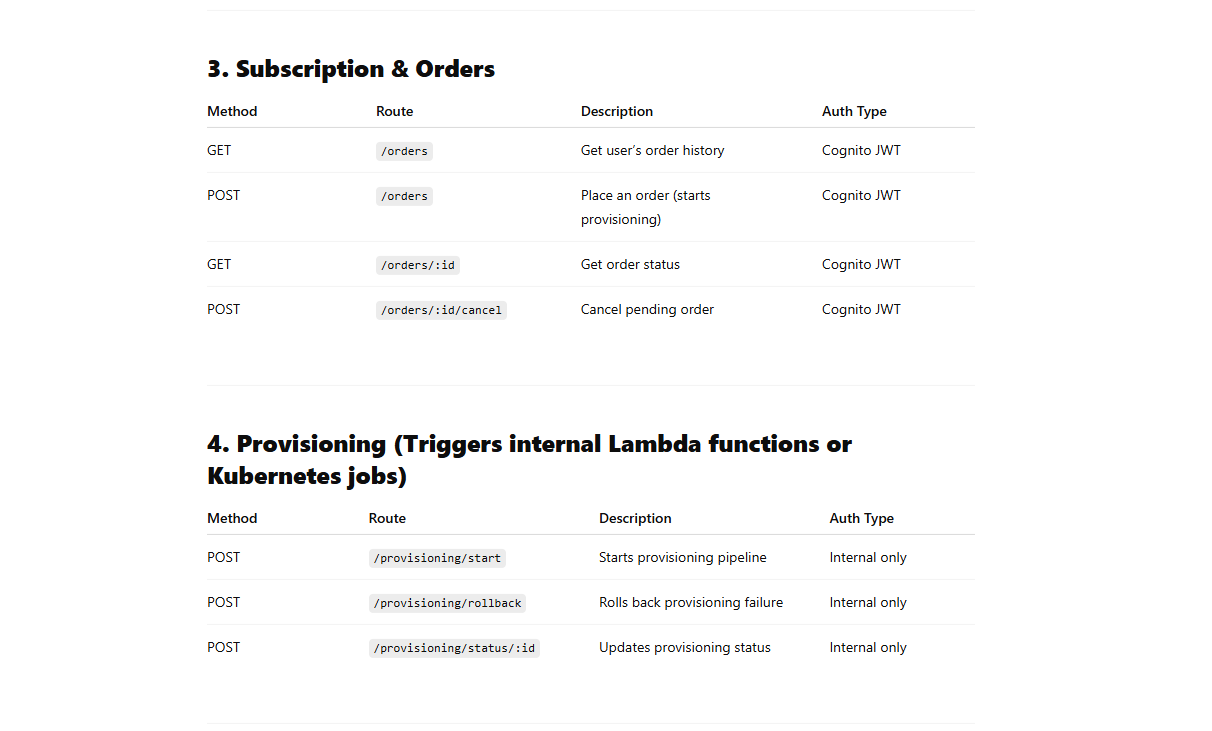 3. Subscription & Orders
Method Route Description Auth Type
GET /orders Get user’s order history Cognito JWT
POST /orders Place an order (starts
provisioning) Cognito JWT
GET /orders/:id Get order status Cognito JWT
POST /orders/:id/cancel Cancel pending order Cognito JWT
4. Provisioning (Triggers internal Lambda functions or
Kubernetes jobs)
Method Route Description Auth Type
POST /provisioning/start Starts provisioning pipeline Internal only
POST /provisioning/rollback Rolls back provisioning failure Internal only
POST /provisioning/status/:id Updates provisioning status Internal only